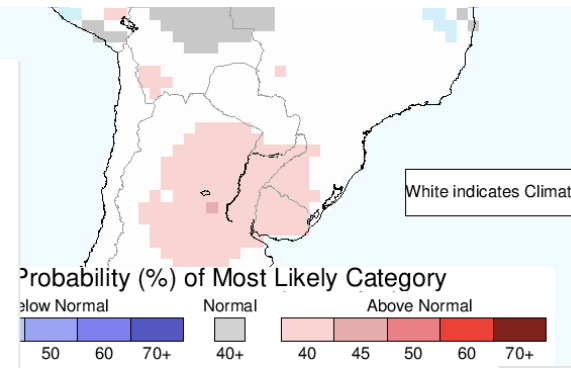 White indicates Climat
Probability (%) of Most Likely Category
elow Normal Normal Above Normal
50 60 70+ 40+ 40 45 50 60 70+